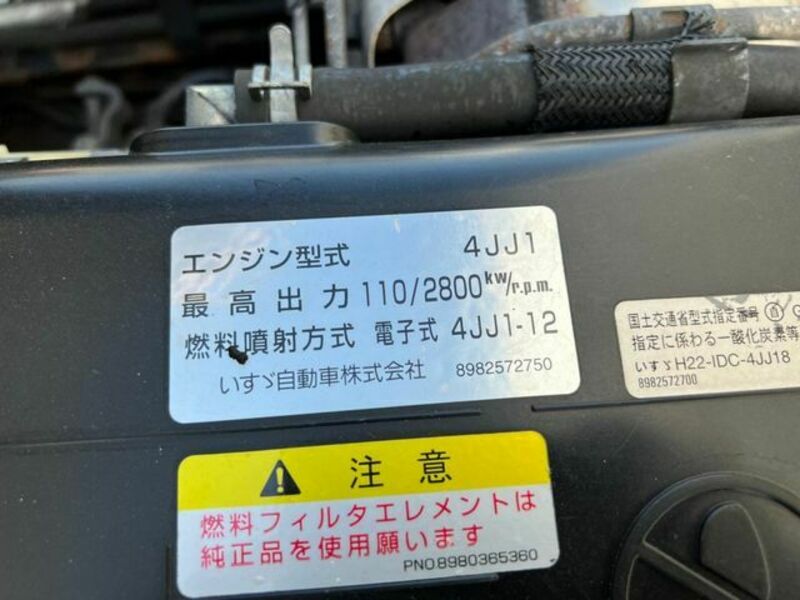 エンジン型式 4JJ1
最高出力 110/2800kw/r.p.m.
燃料噴射方式 電子式 4JJ1-12
いすゞ自動車株式会社 8982572750
国土交通省型式指定番号
指定に係わる一酸化炭素等
いすゞH22-IDC-4JJ18
8982572700
注意
燃料フィルタエレメントは
純正品を使用願います
PNO.8980365360